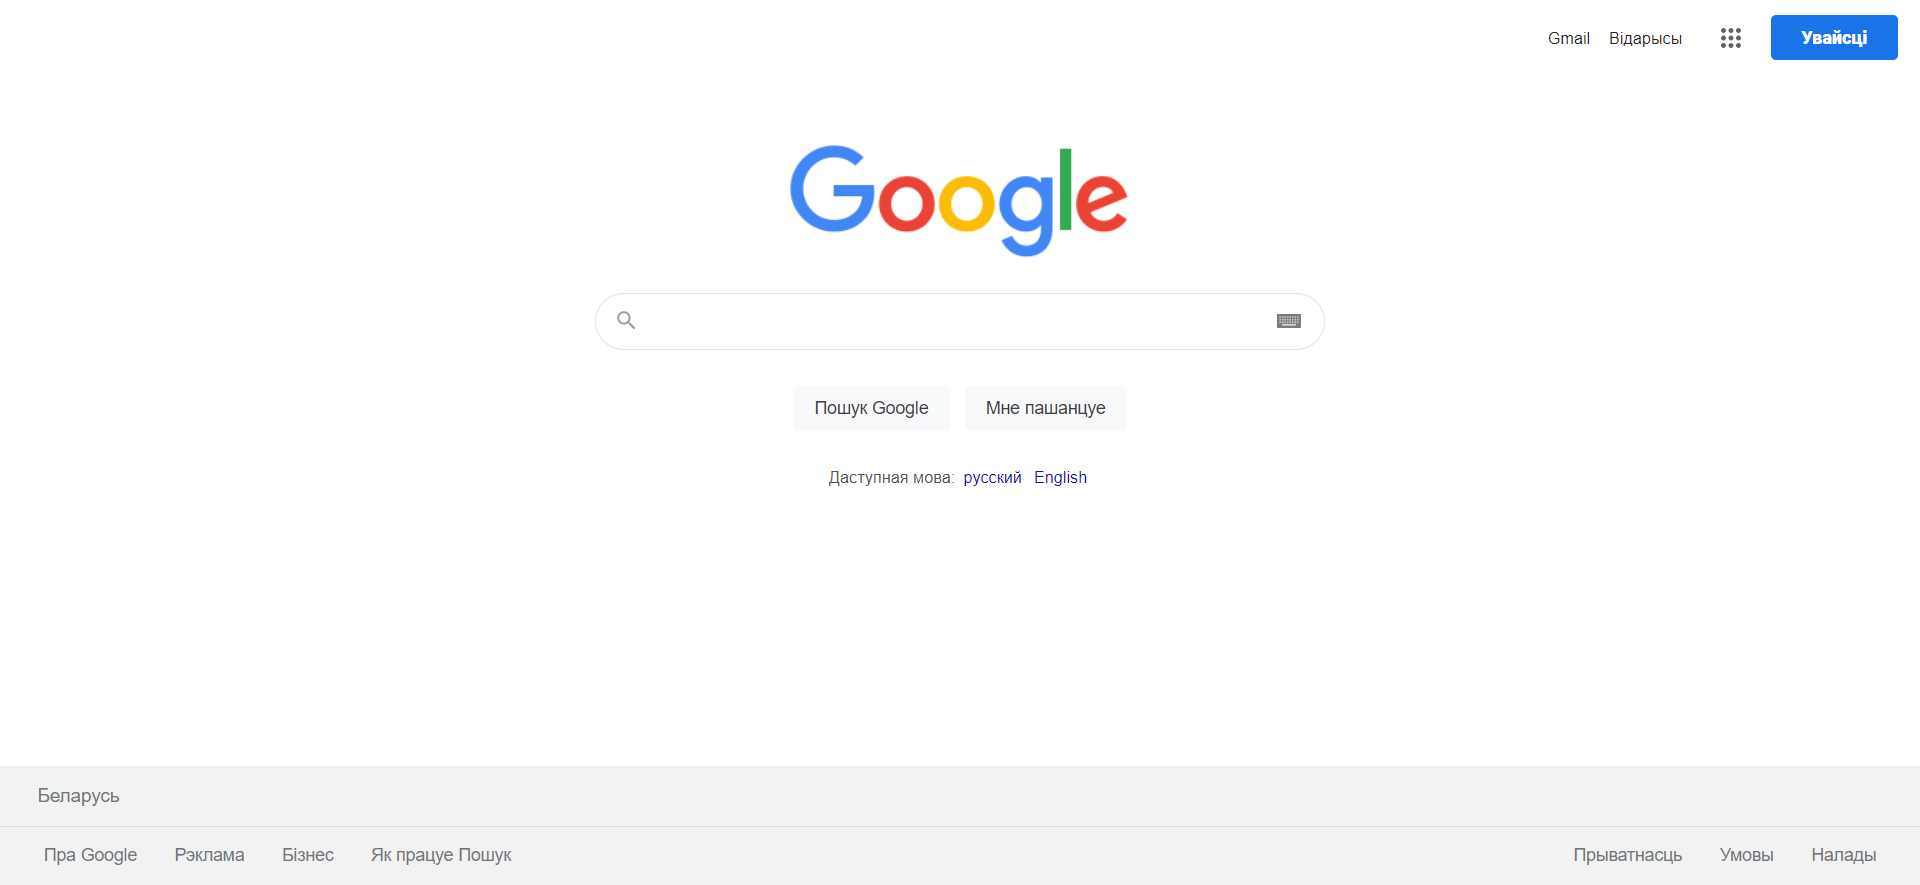 Gmail Відарысы Увайсці
Google
Пошук Google Мне пашанцуе
Даступная мова: русский English
Беларусь
Пра Google Рэклама Бізнес Як працуе Пошук Прыватнасць Умовы Налады